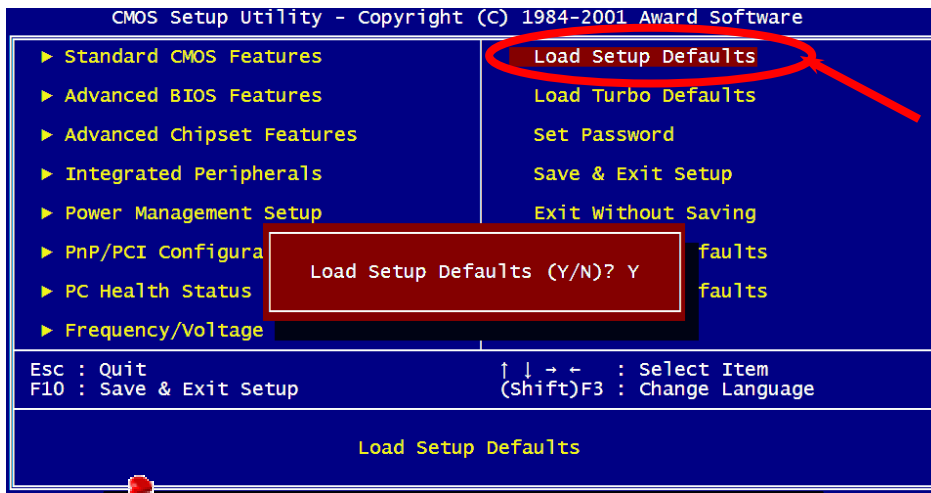 CMOS Setup Utility - Copyright (C) 1984-2001 Award Software
► Standard CMOS Features
► Advanced BIOS Features
► Advanced Chipset Features
► Integrated Peripherals
► Power Management Setup
► PnP/PCI Configura
► PC Health Status
► Frequency/Voltage
Load Setup Defaults
Load Turbo Defaults
Set Password
Save & Exit Setup
Exit Without Saving
faults
faults
Load Setup Defaults (Y/N)? Y
Esc : Quit
F10 : Save & Exit Setup
↑ ↓ → ← : Select Item
(Shift)F3 : Change Language
Load Setup Defaults